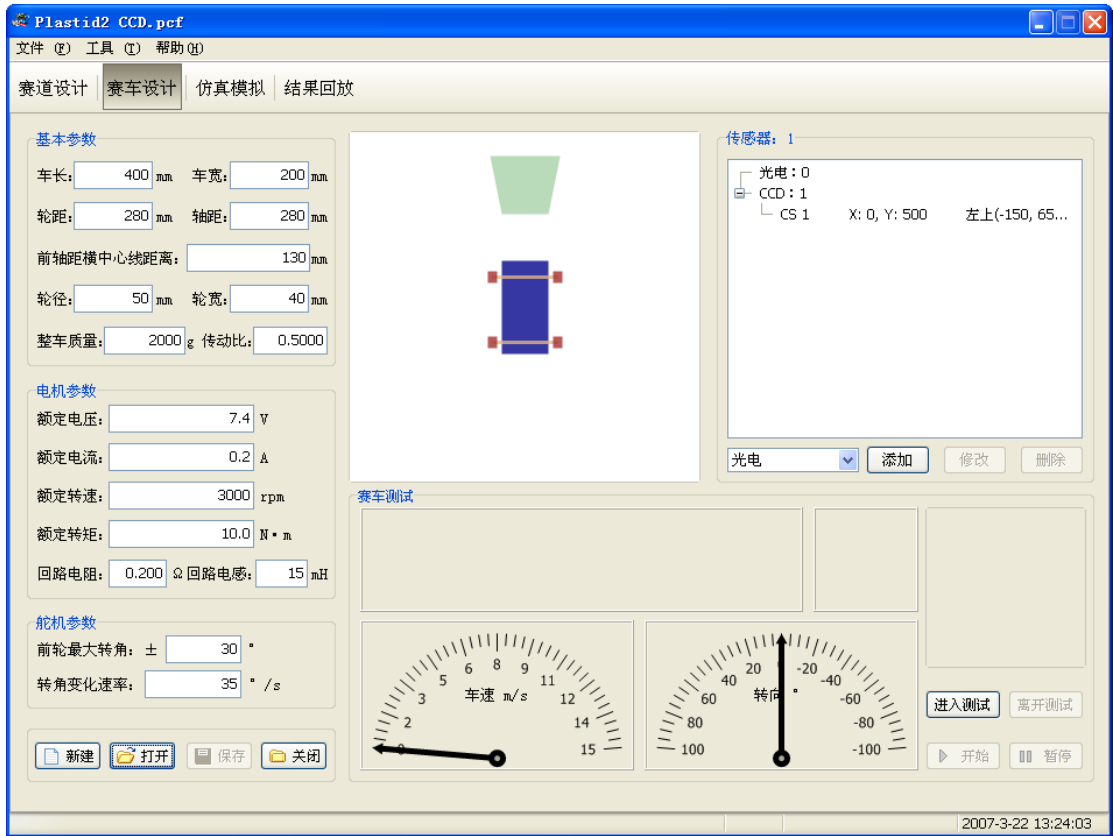 Plastid2 CCD.pcf
文件 (F) 工具 (T) 帮助(H)
赛道设计 赛车设计 仿真模拟 结果回放
基本参数
车长: 400 mm 车宽: 200 mm
轮距: 280 mm 轴距: 280 mm
前轴距横中心线距离: 130 mm
轮径: 50 mm 轮宽: 40 mm
整车质量: 2000 g 传动比: 0.5000
电机参数
额定电压: 7.4 V
额定电流: 0.2 A
额定转速: 3000 rpm
额定转矩: 10.0 N·m
回路电阻: 0.200 Ω 回路电感: 15 mH
舵机参数
前轮最大转角: ± 30 °
转角变化速率: 35 °/s
新建 打开 保存 关闭
传感器: 1
光电:0
CCD:1
CS 1 X: 0, Y: 500 左上(-150, 65...
光电 添加 修改 删除
赛车测试
车速 m/s
0 2 3 5 6 8 9 11 12 14 15
转向 °
100 80 60 40 20 -20 -40 -60 -80 -100
进入测试 离开测试
开始 暂停
2007-3-22 13:24:03